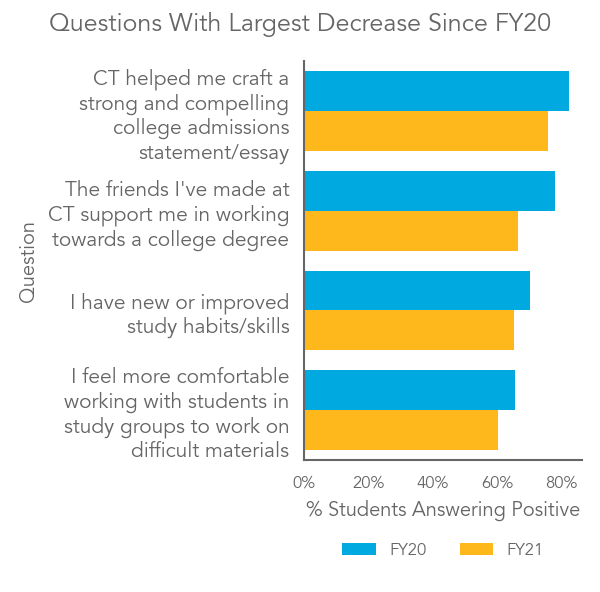 Questions With Largest Decrease Since FY20
CT helped me craft a
strong and compelling
college admissions
statement/essay
The friends I've made at
CT support me in working
towards a college degree
I have new or improved
study habits/skills
I feel more comfortable
working with students in
study groups to work on
difficult materials
Question
0% 20% 40% 60% 80%
% Students Answering Positive
FY20 FY21